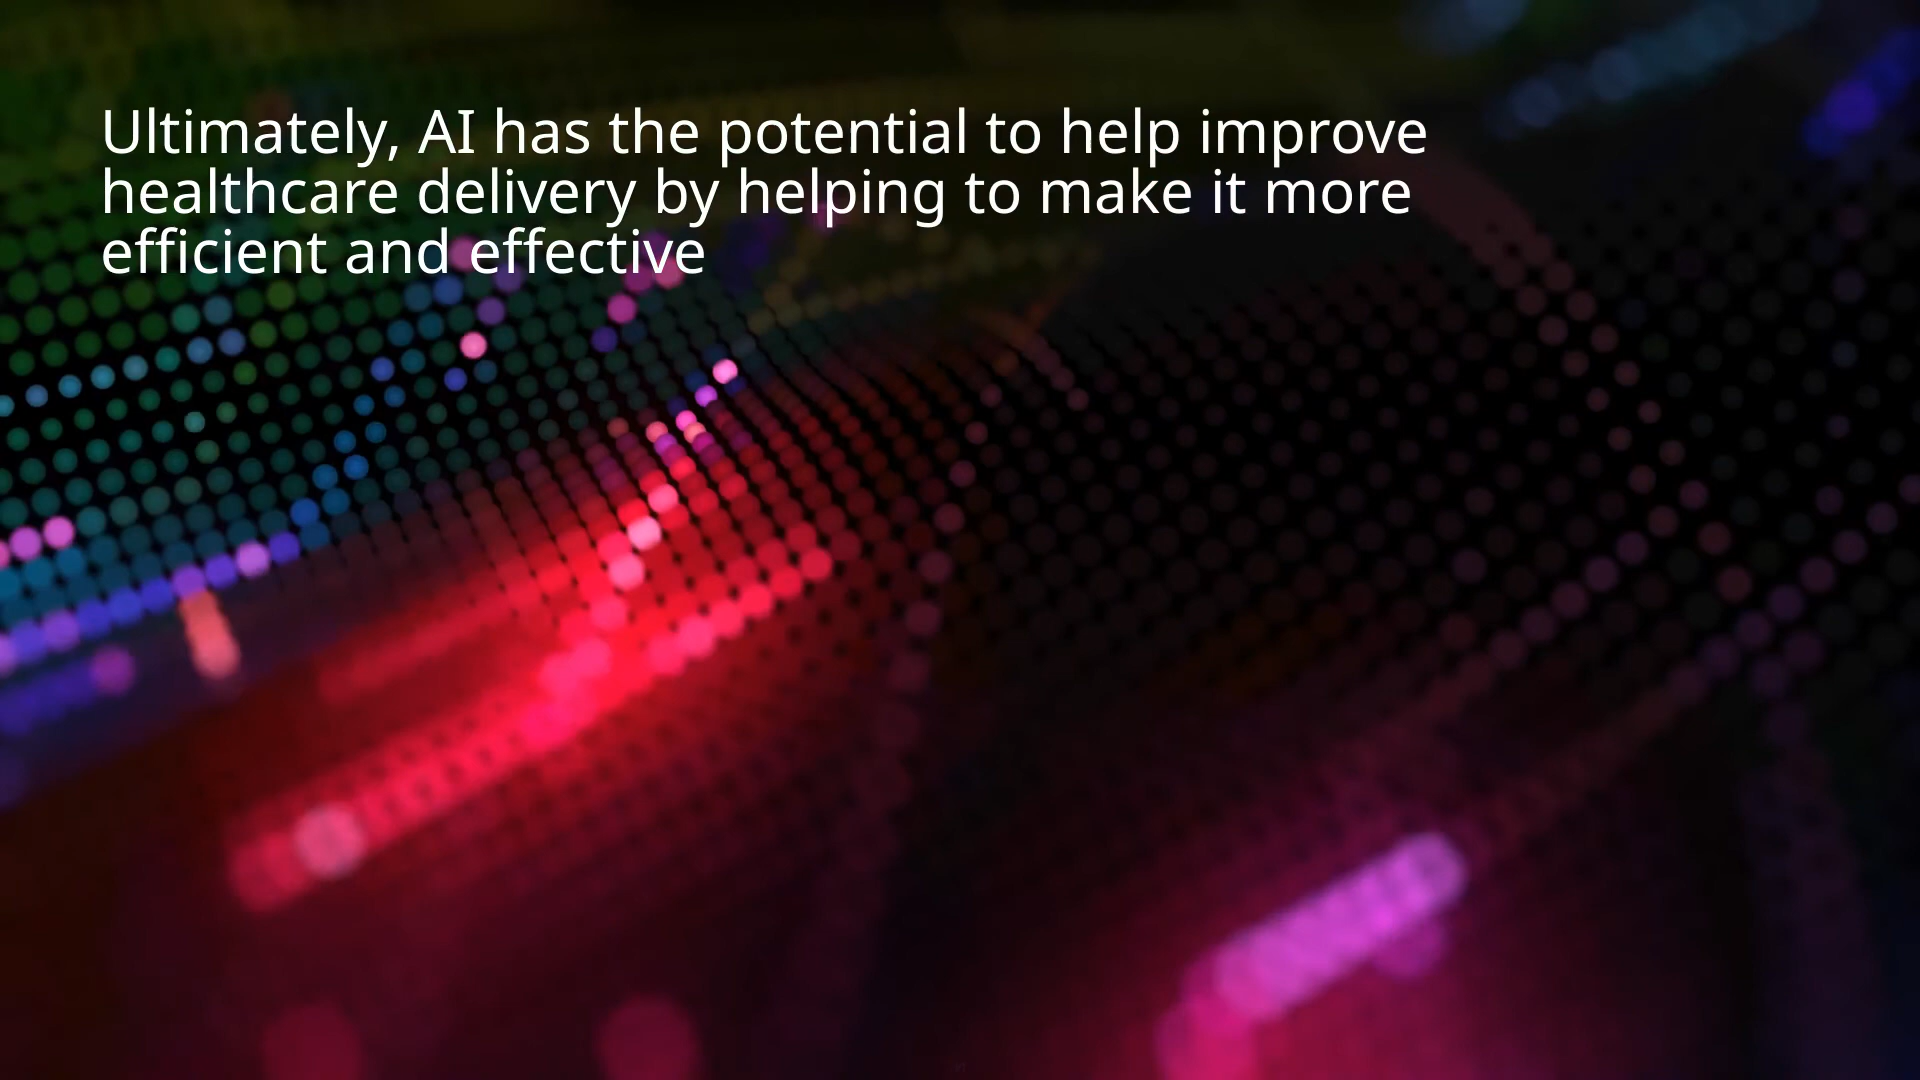 Ultimately, AI has the potential to help improve
healthcare delivery by helping to make it more
efficient and effective